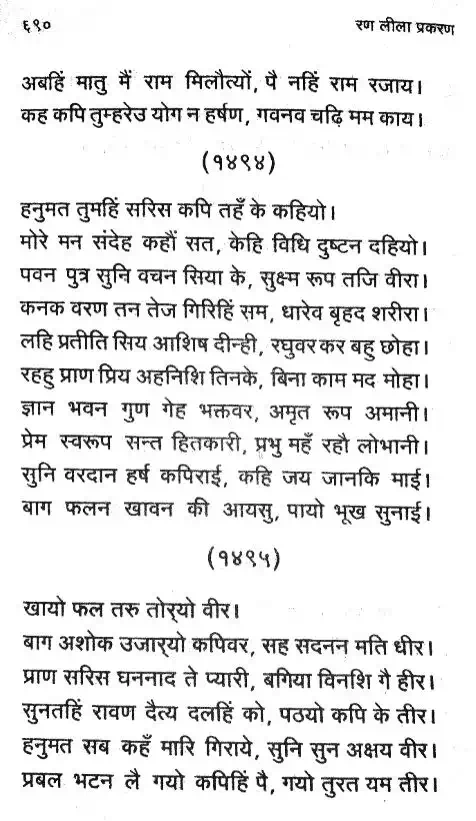 ६९०
रण लीला प्रकरण
अबहिं मातु मैं राम मिलौत्यों, पै नहिं राम रजाय।
कह कपि तुम्हरेउ योग न हर्षण, गवनव चढ़ि मम काय।
(१४९४)
हनुमत तुमहिं सरिस कपि तहँ के कहियो।
मोरे मन संदेह कहौं सत, केहि विधि दुष्टन दहियो।
पवन पुत्र सुनि वचन सिया के, सुक्ष्म रूप तजि वीरा।
कनक वरण तन तेज गिरिहिं सम, धारेव बृहद शरीरा।
लहि प्रतीति सिय आशिष दीन्ही, रघुवर कर बहु छोहा।
रहहु प्राण प्रिय अहनिशि तिनके, बिना काम मद मोहा।
ज्ञान भवन गुण गेह भक्तवर, अमृत रूप अमानी।
प्रेम स्वरूप सन्त हितकारी, प्रभु महँ रहौ लोभानी।
सुनि वरदान हर्ष कपिराई, कहि जय जानकि माई।
बाग फलन खावन की आयसु, पायो भूख सुनाई।
(१४९५)
खायो फल तरु तोर्‌यो वीर।
बाग अशोक उजार्‌यो कपिवर, सह सदनन मति धीर।
प्राण सरिस घननाद ते प्यारी, बगिया विनशि गै हीर।
सुनतहिं रावण दैत्य दलहिं को, पठयो कपि के तीर।
हनुमत सब कहँ मारि गिराये, सुनि सुन अक्षय वीर।
प्रबल भटन लै गयो कपिहिं पै, गयो तुरत यम तीर।